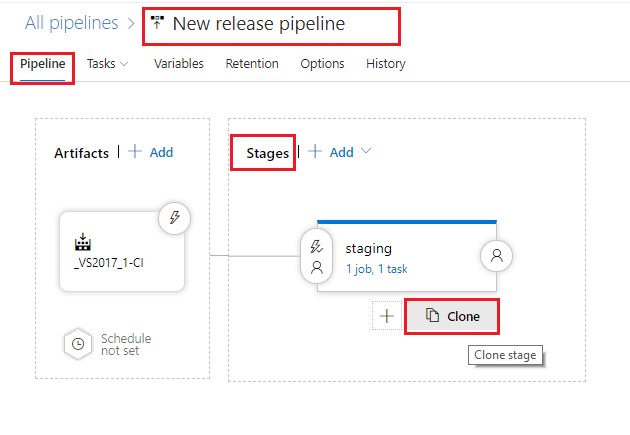 All pipelines > New release pipeline
Pipeline Tasks Variables Retention Options History
Artifacts | + Add
Stages | + Add
_VS2017_1-CI
staging
1 job, 1 task
+ Clone
Schedule
not set
Clone stage